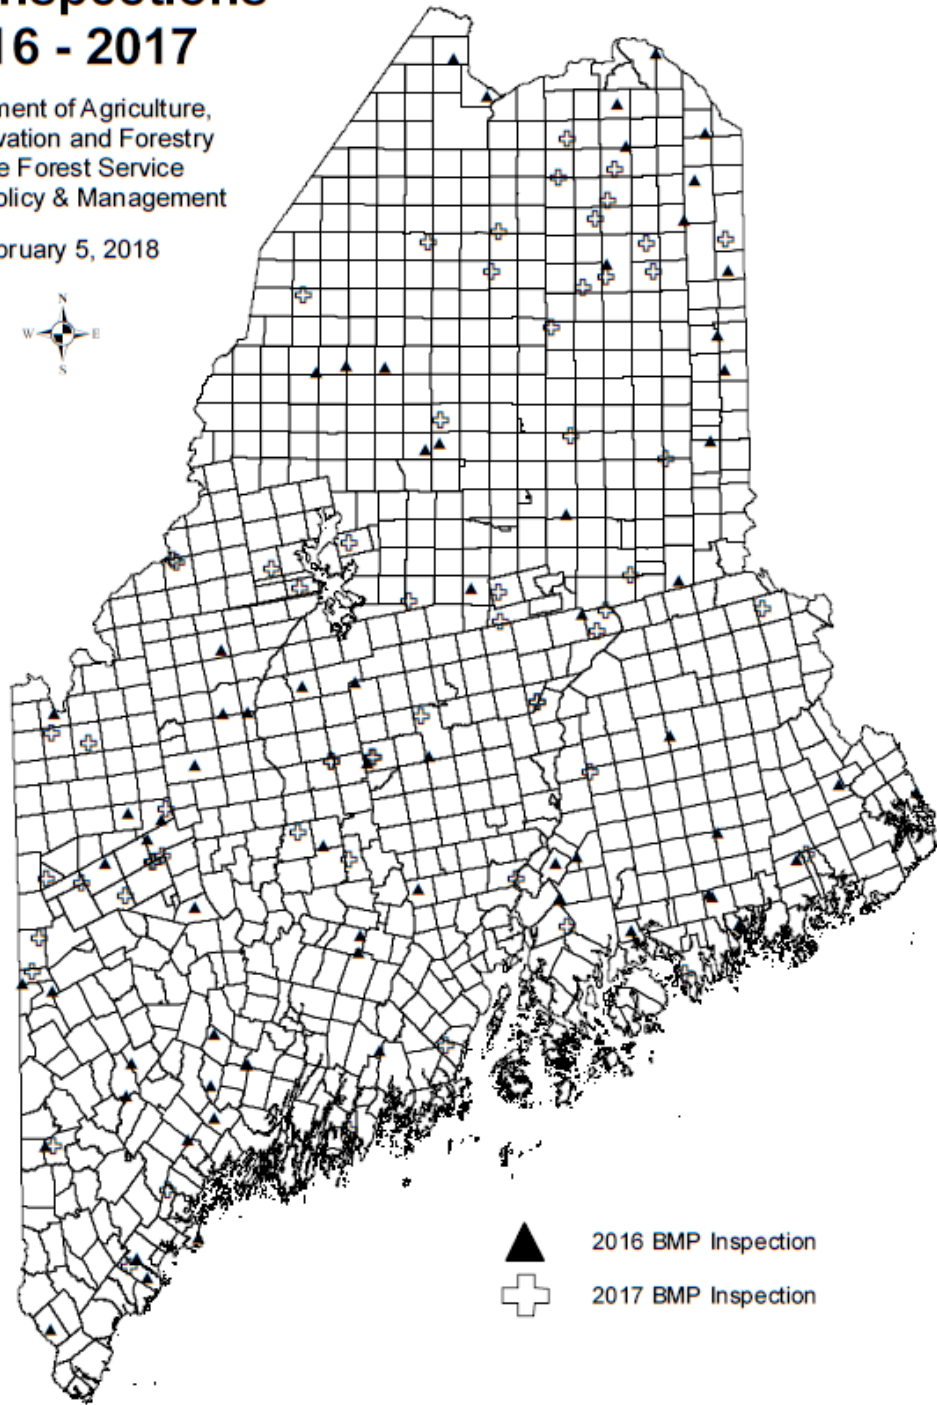 nspections
16 - 2017
ment of Agriculture,
vation and Forestry
e Forest Service
olicy & Management
bruary 5, 2018
N
W E
S
2016 BMP Inspection
2017 BMP Inspection